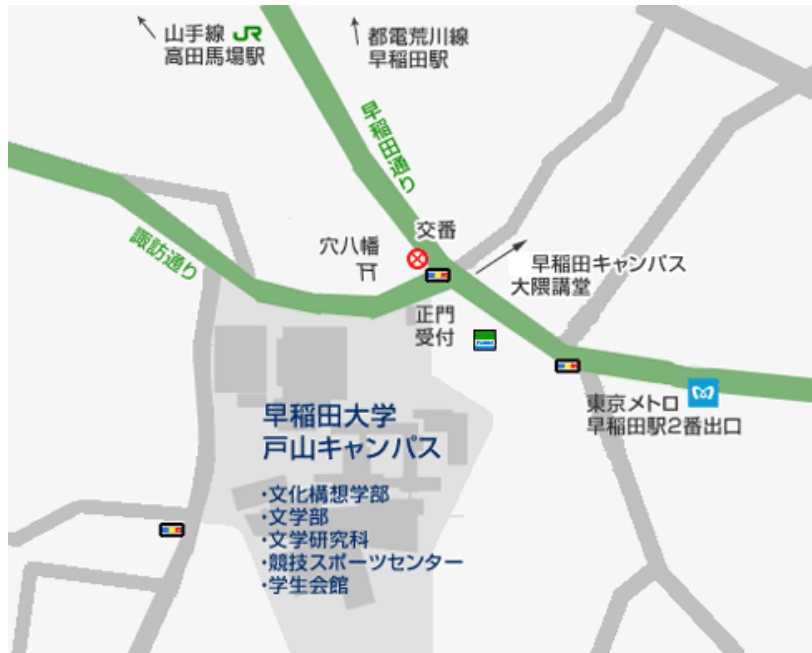 山手線 JR
高田馬場駅
都電荒川線
早稲田駅
早稲田通り
諏訪通り
交番
穴八幡
早稲田キャンパス
大隈講堂
正門
受付
東京メトロ
早稲田駅2番出口
早稲田大学
戸山キャンパス
・文化構想学部
・文学部
・文学研究科
・競技スポーツセンター
・学生会館